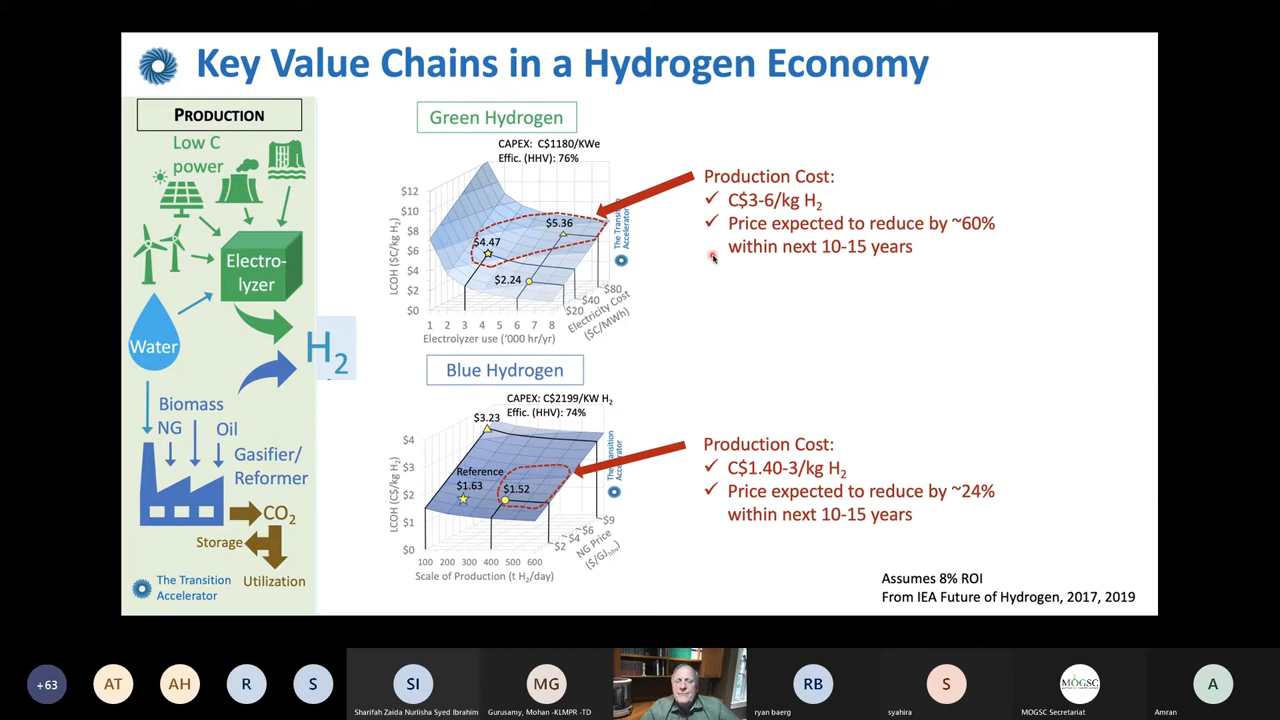 Key Value Chains in a Hydrogen Economy
PRODUCTION
Low C
power
Electro-
lyzer
Water
H2
Biomass
NG
Oil
Gasifier/
Reformer
CO2
Storage
Utilization
The Transition
Accelerator
Green Hydrogen
CAPEX: C$1180/KWe
Effic. (HHV): 76%
$12
$10
$8
$6
$4
$2
$0
LCOH ($C/kg H2)
$4.47
$5.36
$2.24
The Transition
Accelerator
1 2 3 4 5 6 7 8
Electrolyzer use ('000 hr/yr)
$20
$40
$80
Electricity Cost
($C/MWh)
Production Cost:
✓ C$3-6/kg H2
✓ Price expected to reduce by ~60%
within next 10-15 years
Blue Hydrogen
CAPEX: C$2199/KW H2
Effic. (HHV): 74%
$4
$3
$2
$1
$0
LCOH (C$/kg H2)
$3.23
Reference
$1.63
$1.52
The Transition
Accelerator
100 200 300 400 500 600
Scale of Production (t H2/day)
$2
~$4
~$6
$9
NG Price
($/GJhhv)
Production Cost:
✓ C$1.40-3/kg H2
✓ Price expected to reduce by ~24%
within next 10-15 years
Assumes 8% ROI
From IEA Future of Hydrogen, 2017, 2019
+63
AT
AH
R
S
SI
Sharifah Zaida Nurlisha Syed Ibrahim
MG
Gurusamy, Mohan -KLMPR -TD
RB
ryan baerg
S
syahira
MOGSC
MOGSC Secretariat
A
Amran